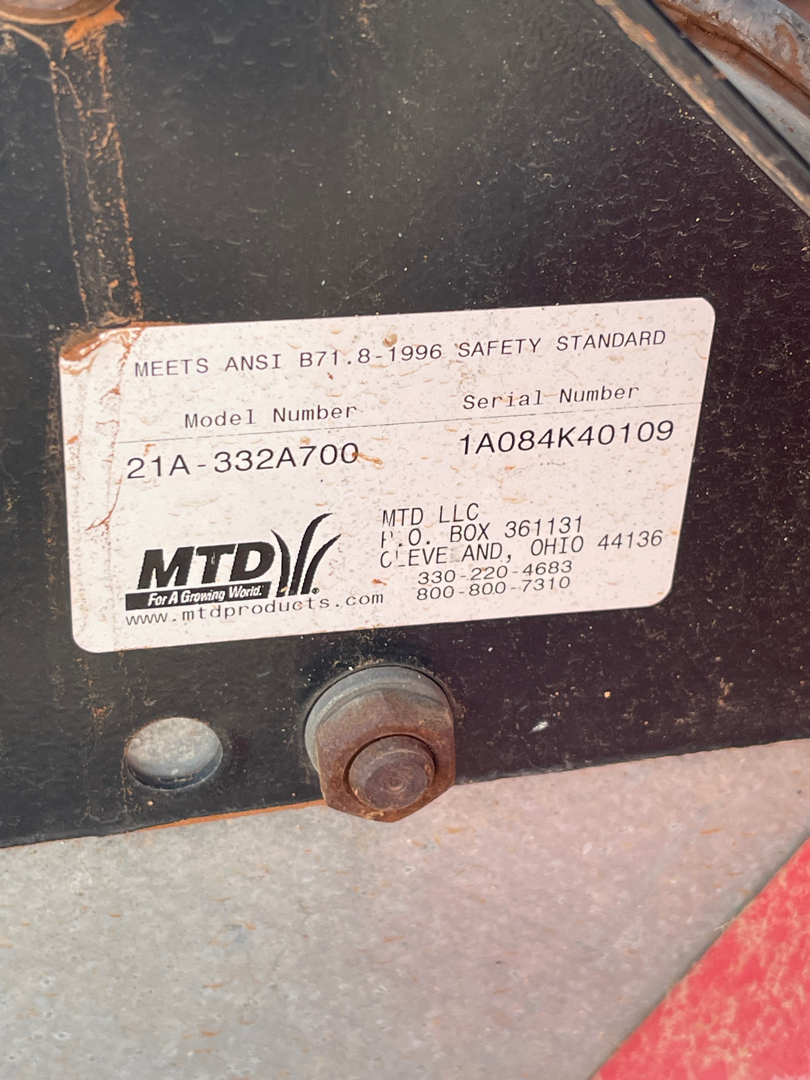 MEETS ANSI B71.8-1996 SAFETY STANDARD
Model Number Serial Number
21A-332A700 1A084K40109
MTD
For A Growing World.
www.mtdproducts.com
MTD LLC
P.O. BOX 361131
CLEVELAND, OHIO 44136
330-220-4683
800-800-7310